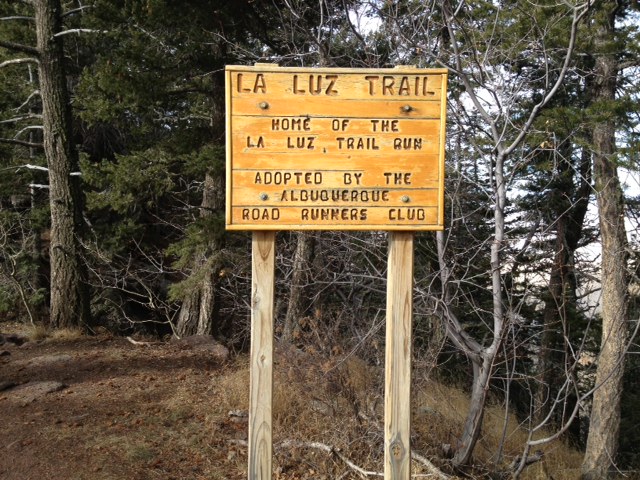 LA LUZ TRAIL
HOME OF THE
LA LUZ TRAIL RUN
ADOPTED BY THE
ALBUQUERQUE
ROAD RUNNERS CLUB